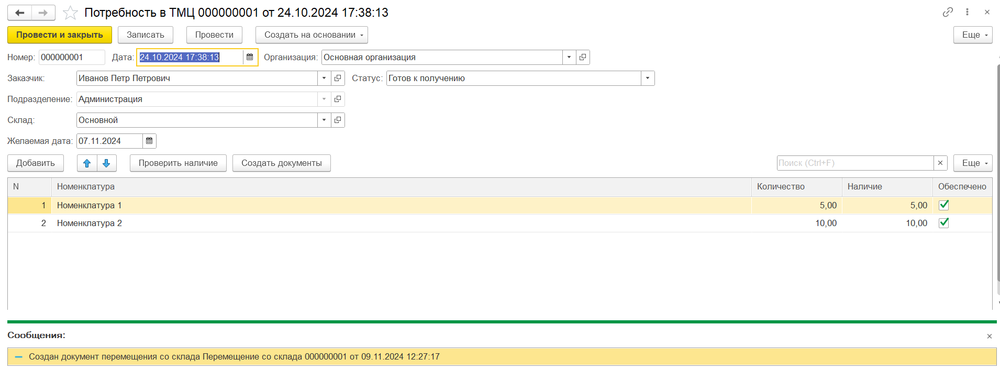 Потребность в ТМЦ 000000001 от 24.10.2024 17:38:13
Провести и закрыть Записать Провести Создать на основании Еще
Номер: 000000001 Дата: 24.10.2024 17:38:13 Организация: Основная организация
Заказчик: Иванов Петр Петрович Статус: Готов к получению
Подразделение: Администрация
Склад: Основной
Желаемая дата: 07.11.2024
Добавить Проверить наличие Создать документы Поиск (Ctrl+F) Еще
N Номенклатура Количество Наличие Обеспечено
1 Номенклатура 1 5,00 5,00
2 Номенклатура 2 10,00 10,00
Сообщения:
Создан документ перемещения со склада Перемещение со склада 000000001 от 09.11.2024 12:27:17